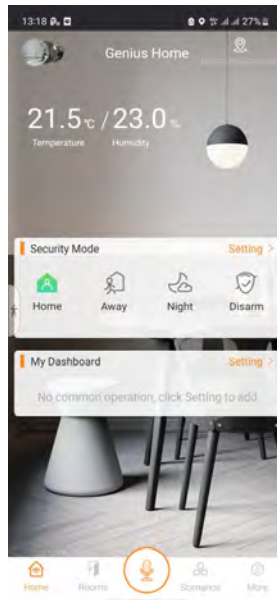 13:18 27%
Genius Home
21.5 °C / 23.0 %
Temperature Humidity
Security Mode Setting >
Home Away Night Disarm
My Dashboard Setting >
No common operation, click Setting to add.
Home Rooms Scenarios More